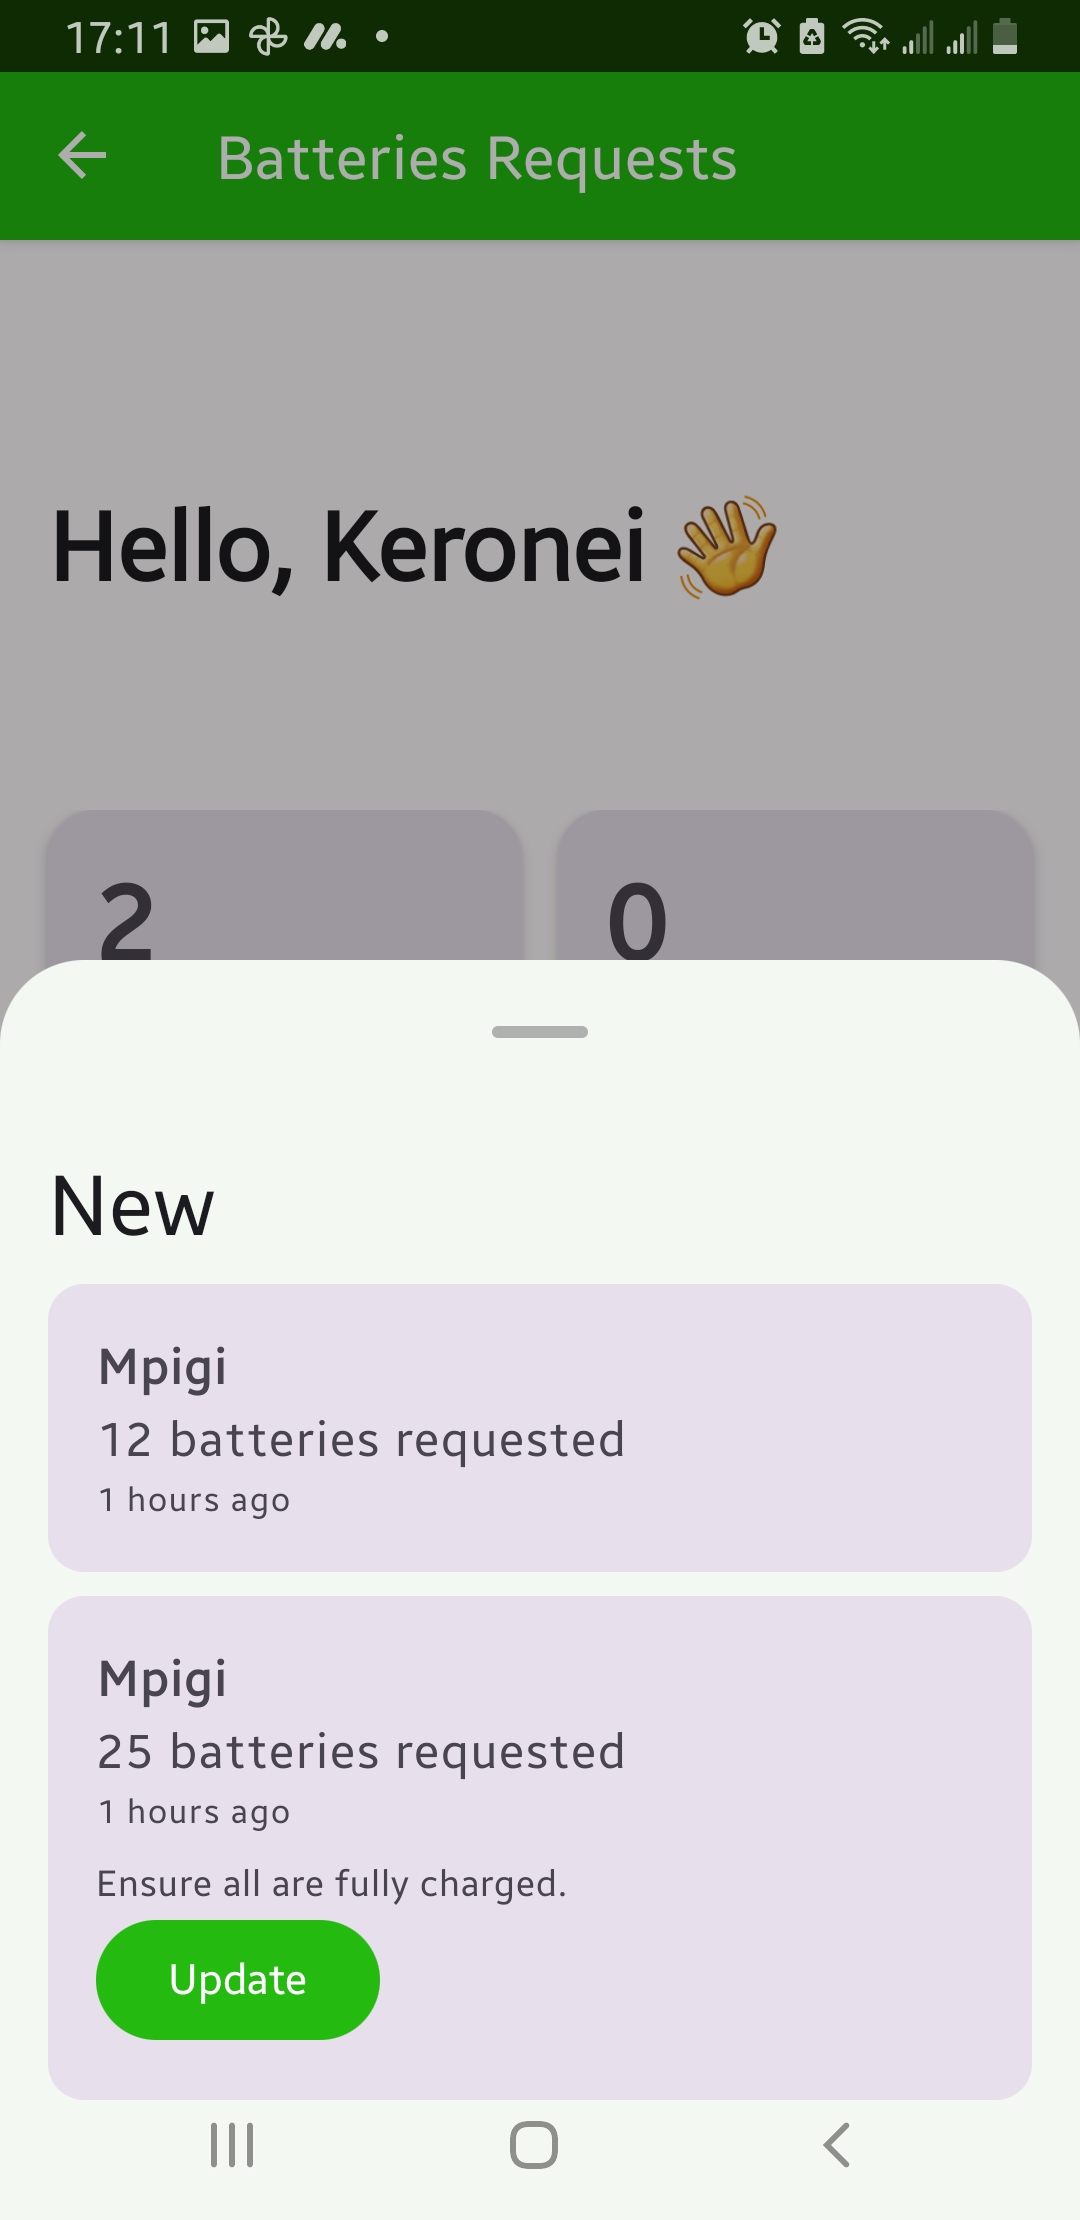 17:11
Batteries Requests
Hello, Keronei 👋
2
0
New
Mpigi
12 batteries requested
1 hours ago
Mpigi
25 batteries requested
1 hours ago
Ensure all are fully charged.
Update